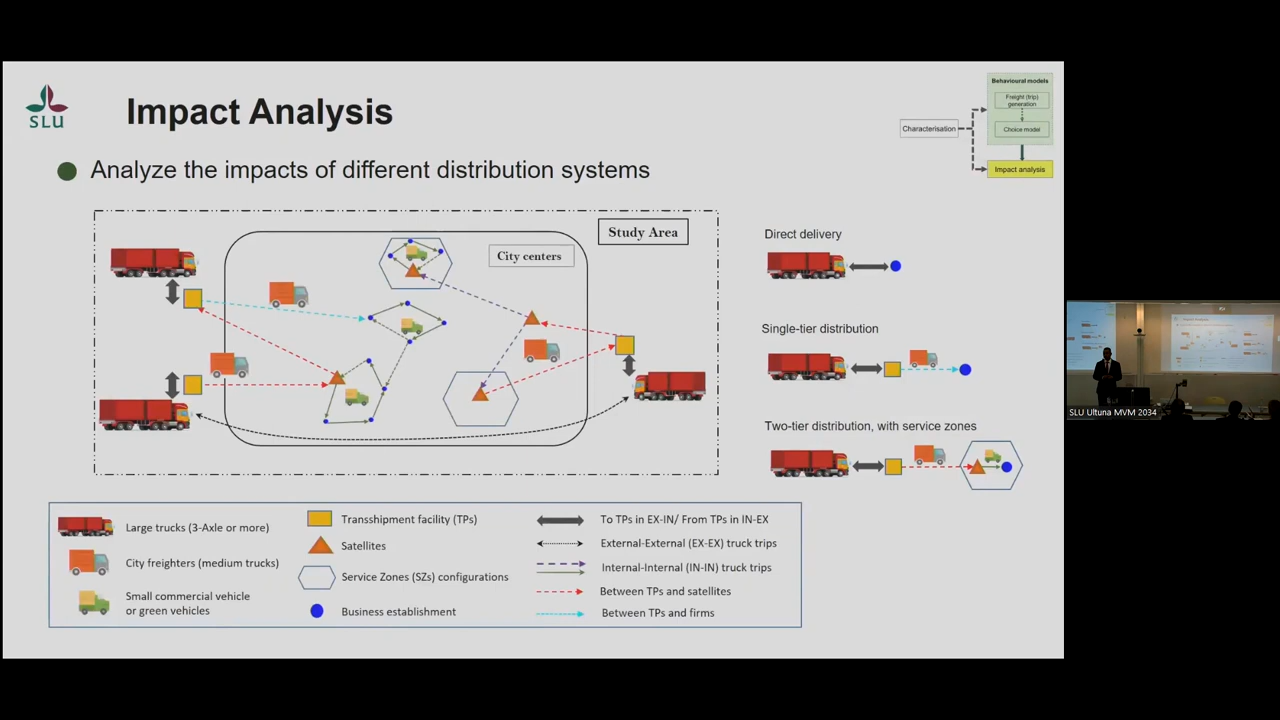 SLU
Impact Analysis
Analyze the impacts of different distribution systems
Behavioural models
Freight (trip)
generation
Characterisation
Choice model
Impact analysis
Study Area
City centers
Direct delivery
Single-tier distribution
Two-tier distribution, with service zones
Large trucks (3-Axle or more)
City freighters (medium trucks)
Small commercial vehicle
or green vehicles
Transshipment facility (TPs)
Satellites
Service Zones (SZs) configurations
Business establishment
To TPs in EX-IN/ From TPs in IN-EX
External-External (EX-EX) truck trips
Internal-Internal (IN-IN) truck trips
Between TPs and satellites
Between TPs and firms
SLU Ultuna MVM 2034